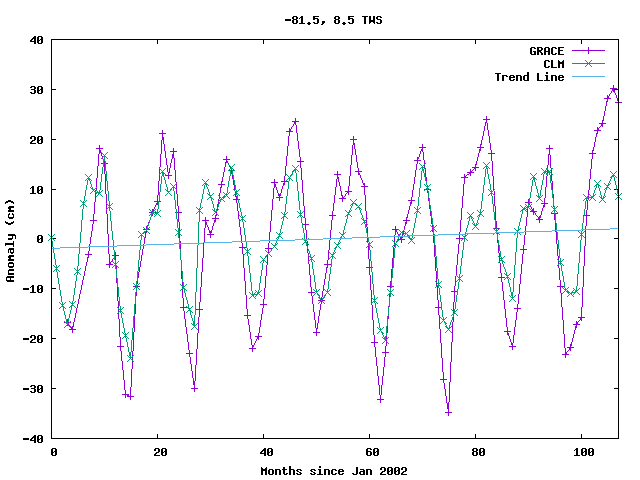 -81.5, 8.5 TWS
GRACE
CLM
Trend Line
40
30
20
10
0
-10
-20
-30
-40
Anomaly (cm)
0 20 40 60 80 100
Months since Jan 2002